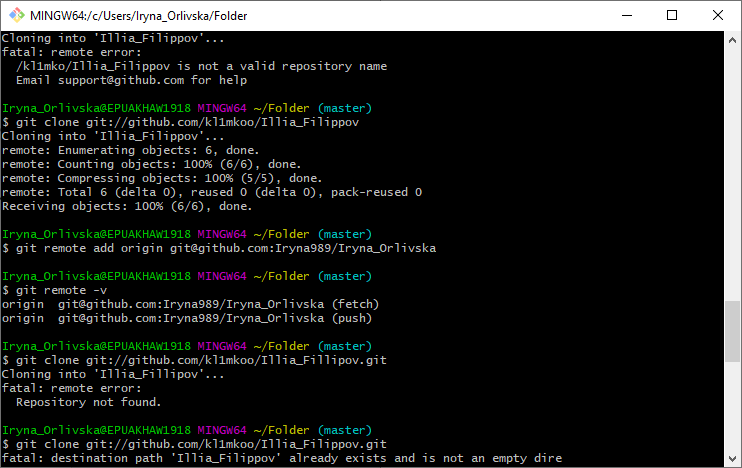 MINGW64:/c/Users/Iryna_Orlivska/Folder
Cloning into 'Illia_Filippov'...
fatal: remote error:
  /kl1mko/Illia_Filippov is not a valid repository name
  Email support@github.com for help
Iryna_Orlivska@EPUAKHAW1918 MINGW64 ~/Folder (master)
$ git clone git://github.com/kl1mkoo/Illia_Filippov
Cloning into 'Illia_Filippov'...
remote: Enumerating objects: 6, done.
remote: Counting objects: 100% (6/6), done.
remote: Compressing objects: 100% (5/5), done.
remote: Total 6 (delta 0), reused 0 (delta 0), pack-reused 0
Receiving objects: 100% (6/6), done.
Iryna_Orlivska@EPUAKHAW1918 MINGW64 ~/Folder (master)
$ git remote add origin git@github.com:Iryna989/Iryna_Orlivska
Iryna_Orlivska@EPUAKHAW1918 MINGW64 ~/Folder (master)
$ git remote -v
origin  git@github.com:Iryna989/Iryna_Orlivska (fetch)
origin  git@github.com:Iryna989/Iryna_Orlivska (push)
Iryna_Orlivska@EPUAKHAW1918 MINGW64 ~/Folder (master)
$ git clone git://github.com/kl1mkoo/Illia_Fillipov.git
Cloning into 'Illia_Fillipov'...
fatal: remote error:
  Repository not found.
Iryna_Orlivska@EPUAKHAW1918 MINGW64 ~/Folder (master)
$ git clone git://github.com/kl1mkoo/Illia_Filippov.git
fatal: destination path 'Illia_Filippov' already exists and is not an empty dire